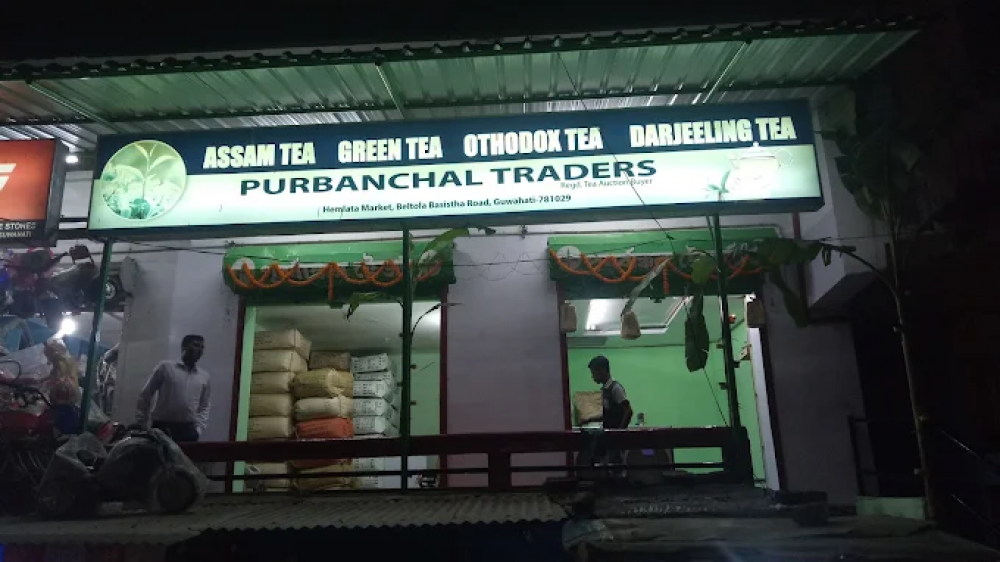 ASSAM TEA GREEN TEA OTHODOX TEA DARJEELING TEA
PURBANCHAL TRADERS
Regd. Tea Auction Buyer
Hemlata Market, Beltola Basistha Road, Guwahati-781029